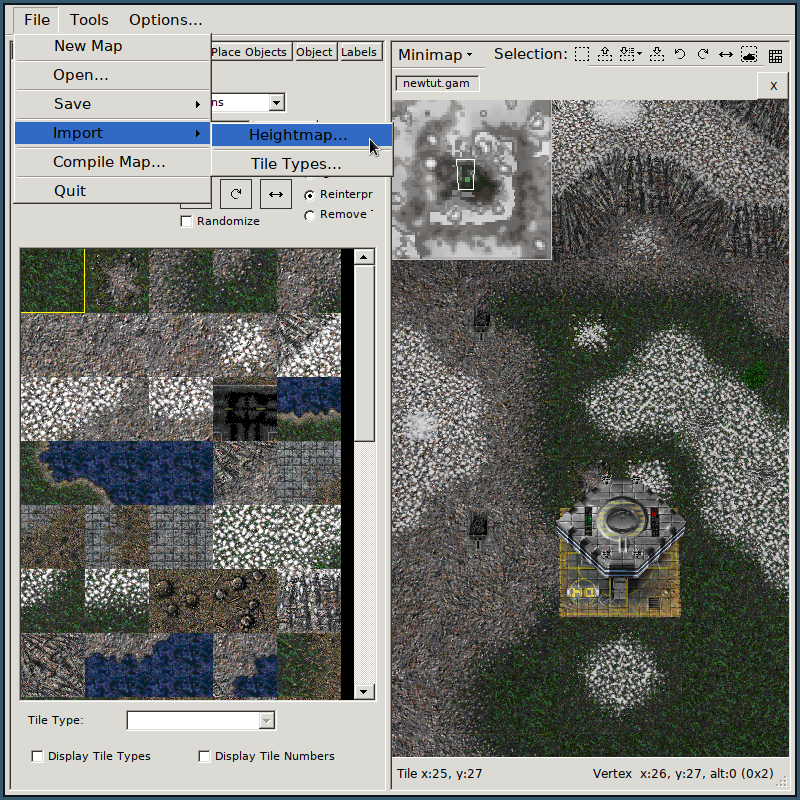 File Tools Options...
New Map
Open...
Save
Import
Compile Map...
Quit
Heightmap...
Tile Types...
Place Objects Object Labels
ns
Reinterpr
Remove
Randomize
Minimap Selection:
newtut.gam
x
HQ
Tile Type:
Display Tile Types Display Tile Numbers
Tile x:25, y:27 Vertex x:26, y:27, alt:0 (0x2)